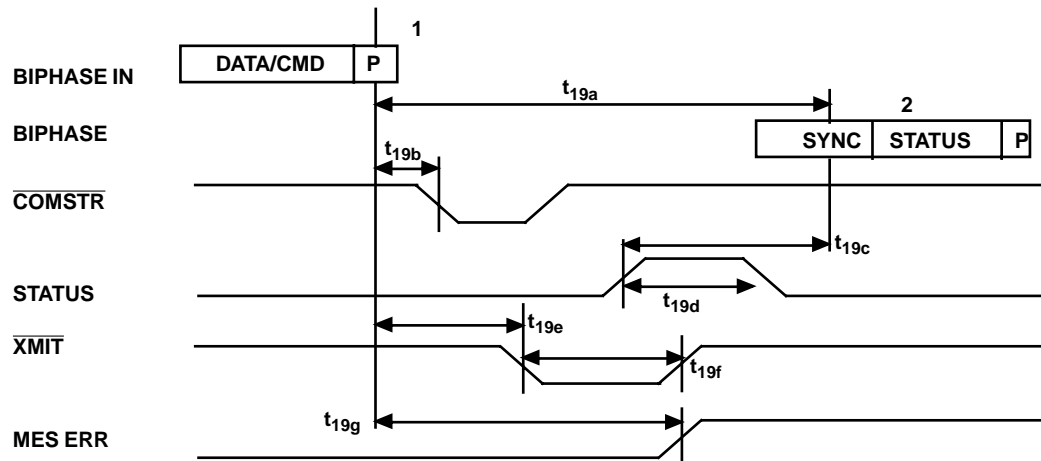 1
DATA/CMD P
BIPHASE IN
t19a
2
BIPHASE
SYNC STATUS P
t19b
COMSTR
t19c
STATUS
t19d
t19e
XMIT
t19f
t19g
MES ERR